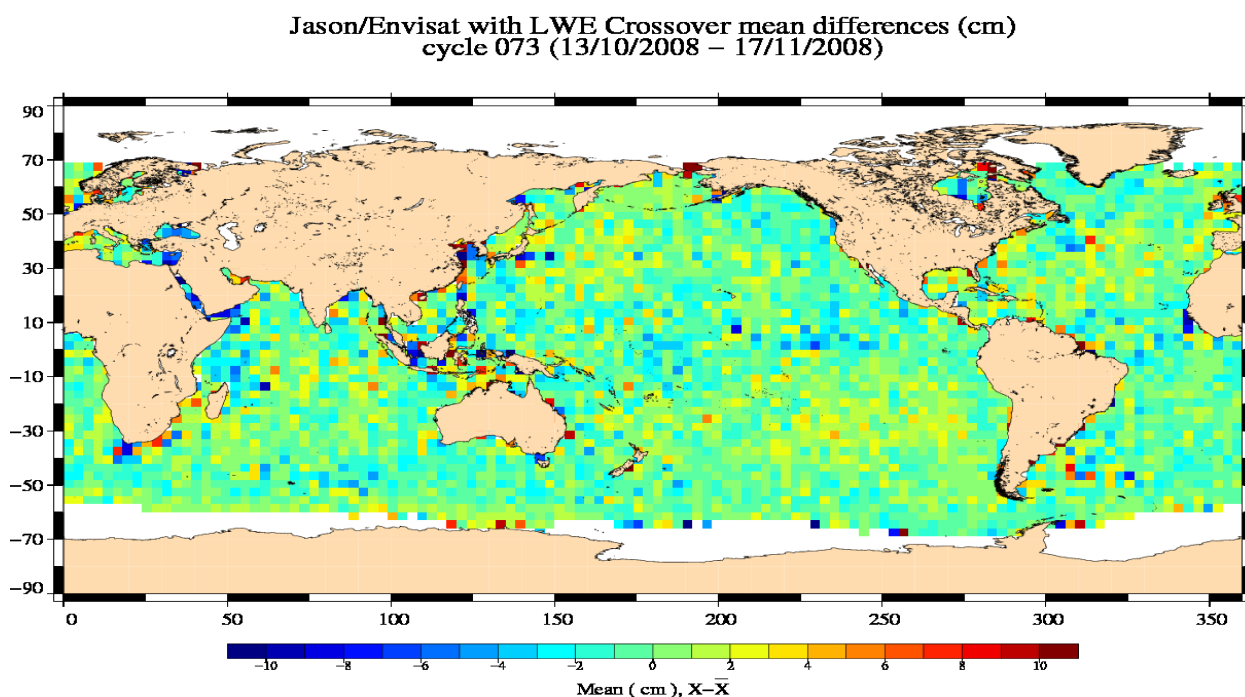 Jason/Envisat with LWE Crossover mean differences (cm)
cycle 073 (13/10/2008 − 17/11/2008)
90
70
50
30
10
−10
−30
−50
−70
−90
0 50 100 150 200 250 300 350
−10 −8 −6 −4 −2 0 2 4 6 8 10
Mean ( cm ), X−X̅